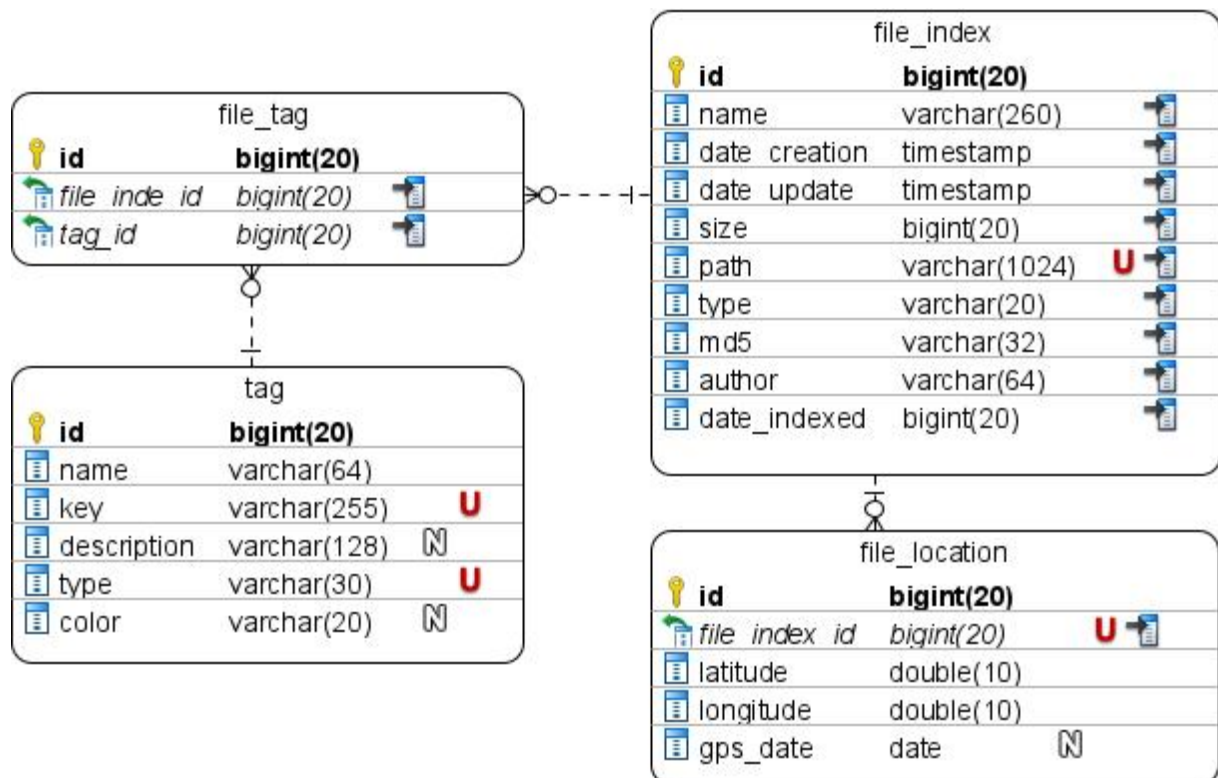 file_tag
id bigint(20)
file_inde_id bigint(20)
tag_id bigint(20)
tag
id bigint(20)
name varchar(64)
key varchar(255) U
description varchar(128) N
type varchar(30) U
color varchar(20) N
file_index
id bigint(20)
name varchar(260)
date_creation timestamp
date_update timestamp
size bigint(20)
path varchar(1024) U
type varchar(20)
md5 varchar(32)
author varchar(64)
date_indexed bigint(20)
file_location
id bigint(20)
file_index_id bigint(20) U
latitude double(10)
longitude double(10)
gps_date date N